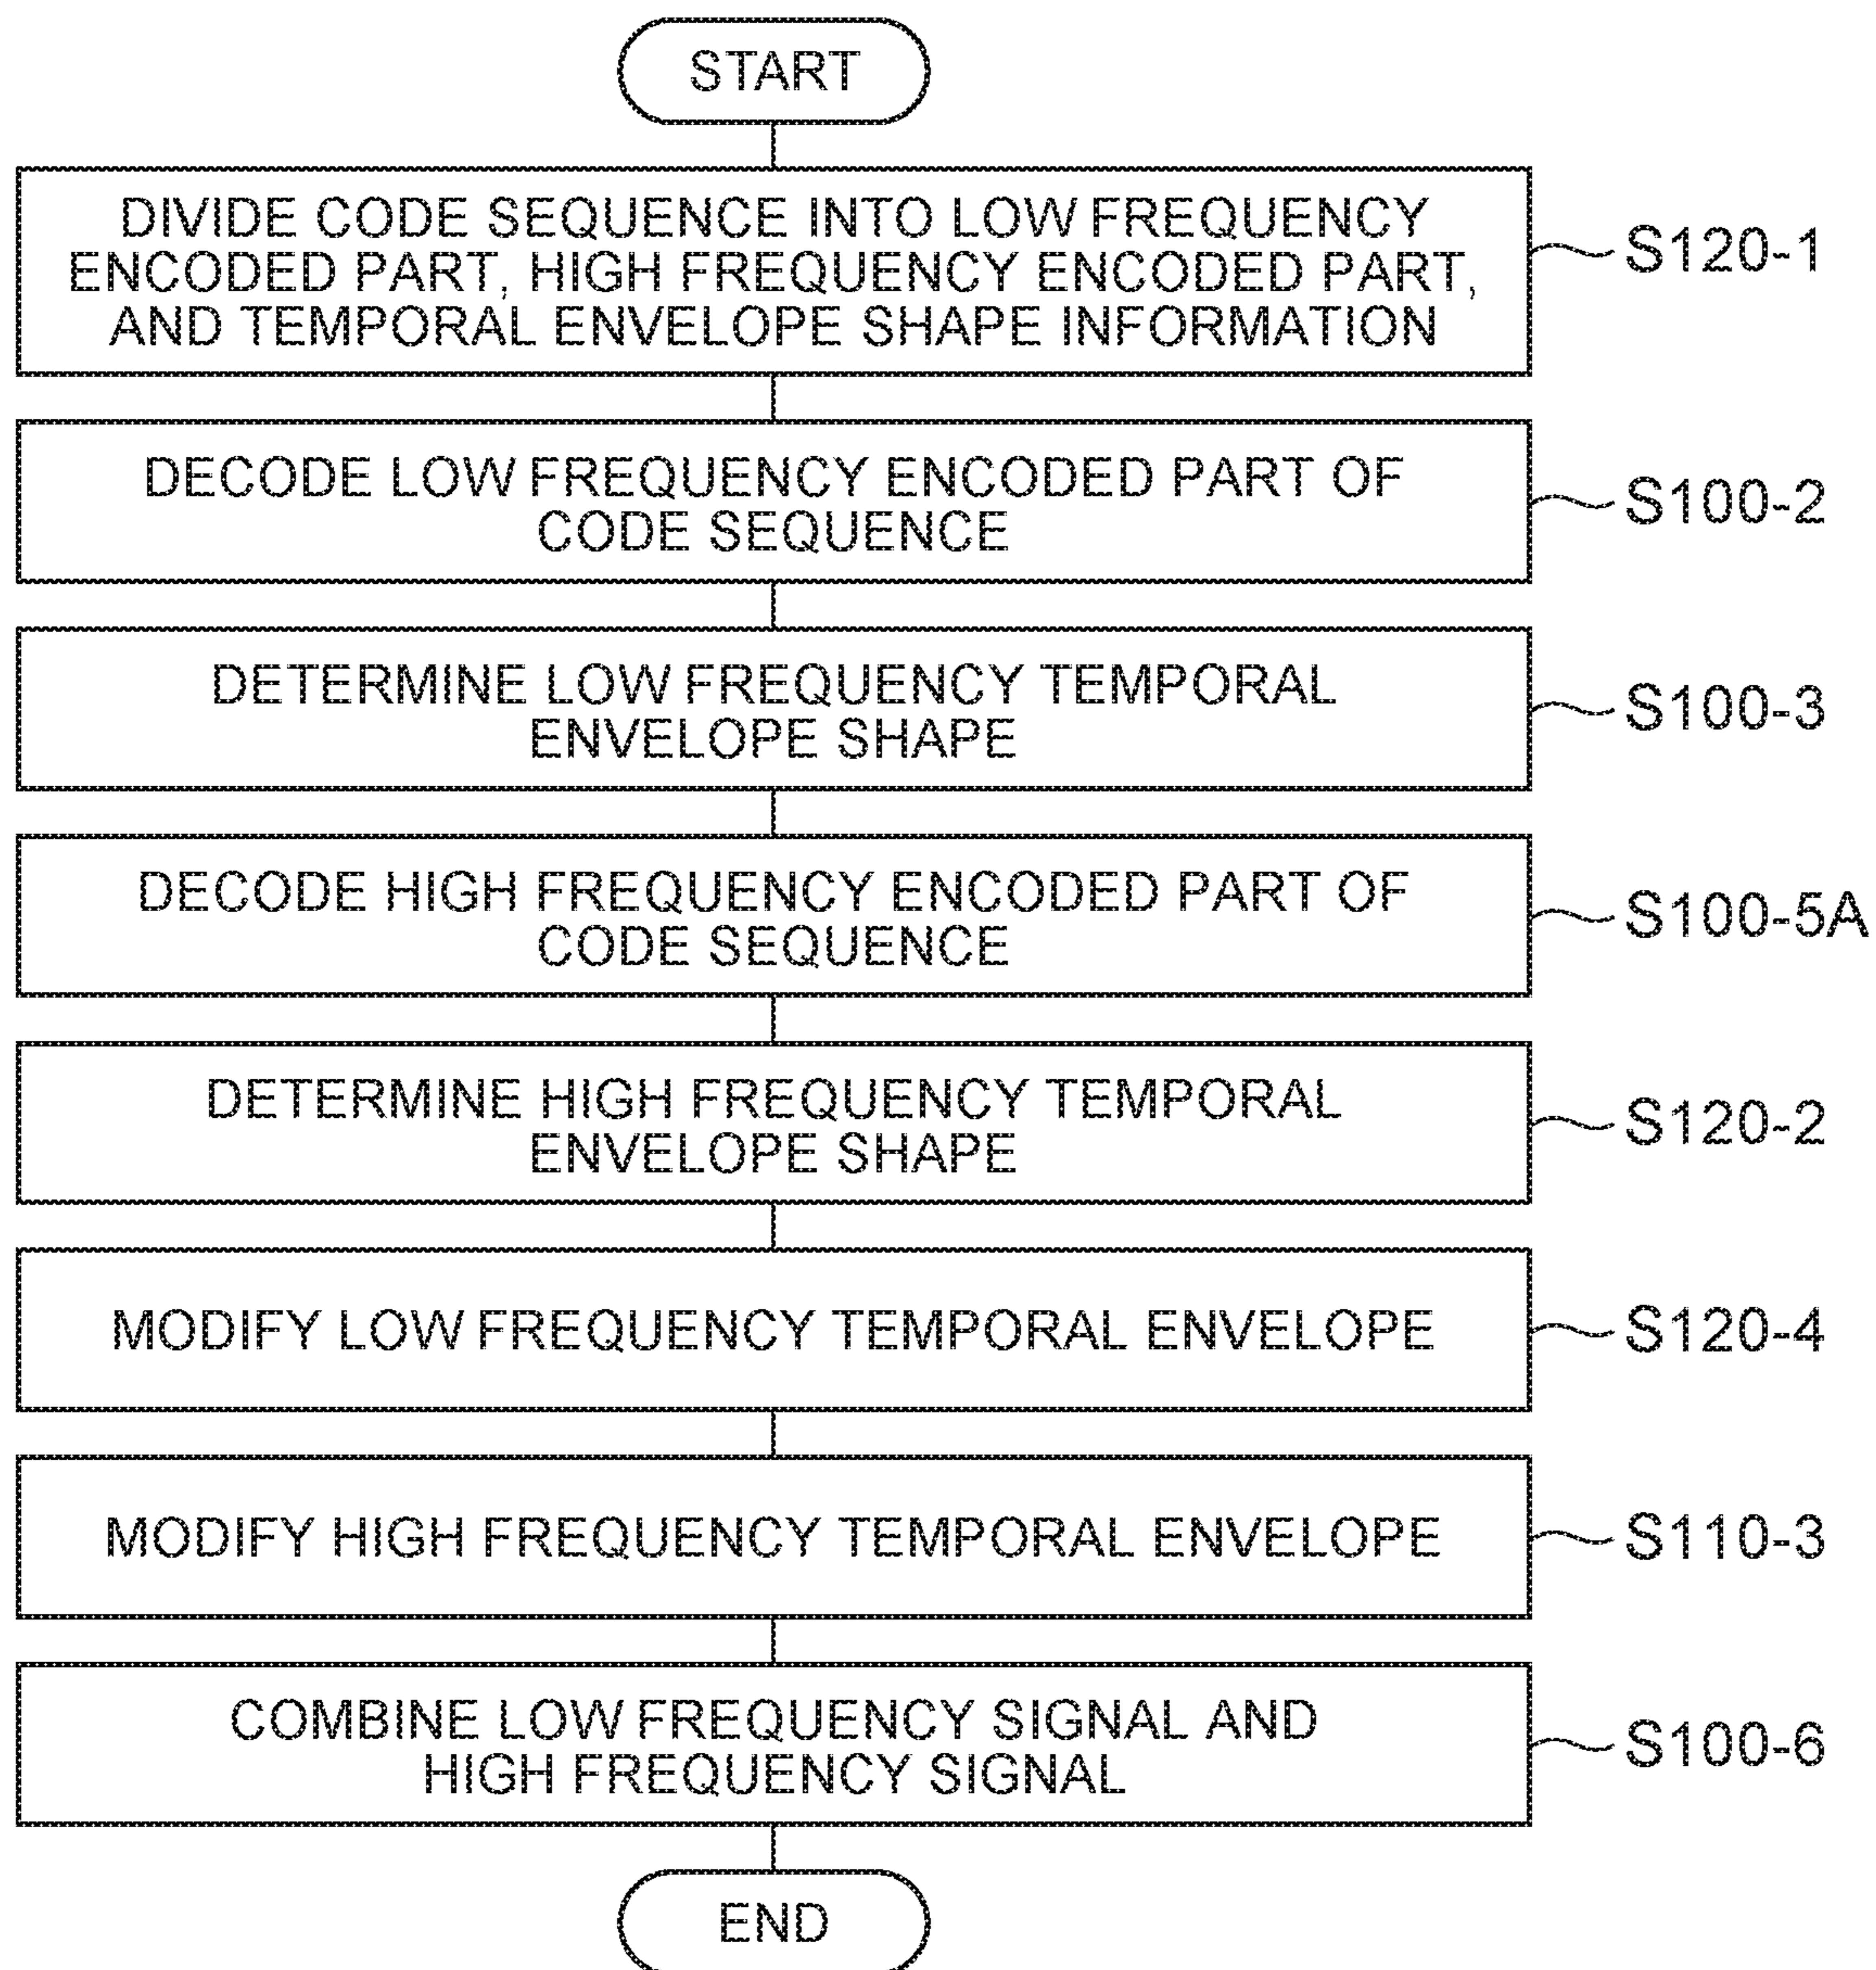 START
DIVIDE CODE SEQUENCE INTO LOW FREQUENCY
ENCODED PART, HIGH FREQUENCY ENCODED PART,
AND TEMPORAL ENVELOPE SHAPE INFORMATION
S120-1
DECODE LOW FREQUENCY ENCODED PART OF
CODE SEQUENCE
S100-2
DETERMINE LOW FREQUENCY TEMPORAL
ENVELOPE SHAPE
S100-3
DECODE HIGH FREQUENCY ENCODED PART OF
CODE SEQUENCE
S100-5A
DETERMINE HIGH FREQUENCY TEMPORAL
ENVELOPE SHAPE
S120-2
MODIFY LOW FREQUENCY TEMPORAL ENVELOPE
S120-4
MODIFY HIGH FREQUENCY TEMPORAL ENVELOPE
S110-3
COMBINE LOW FREQUENCY SIGNAL AND
HIGH FREQUENCY SIGNAL
S100-6
END